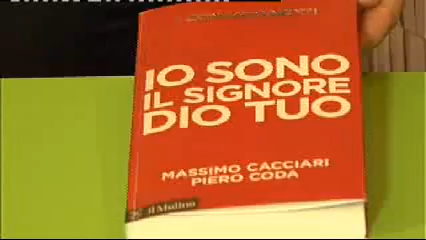 IO SONO
IL SIGNORE
DIO TUO
MASSIMO CACCIARI
PIERO CODA
il Mulino